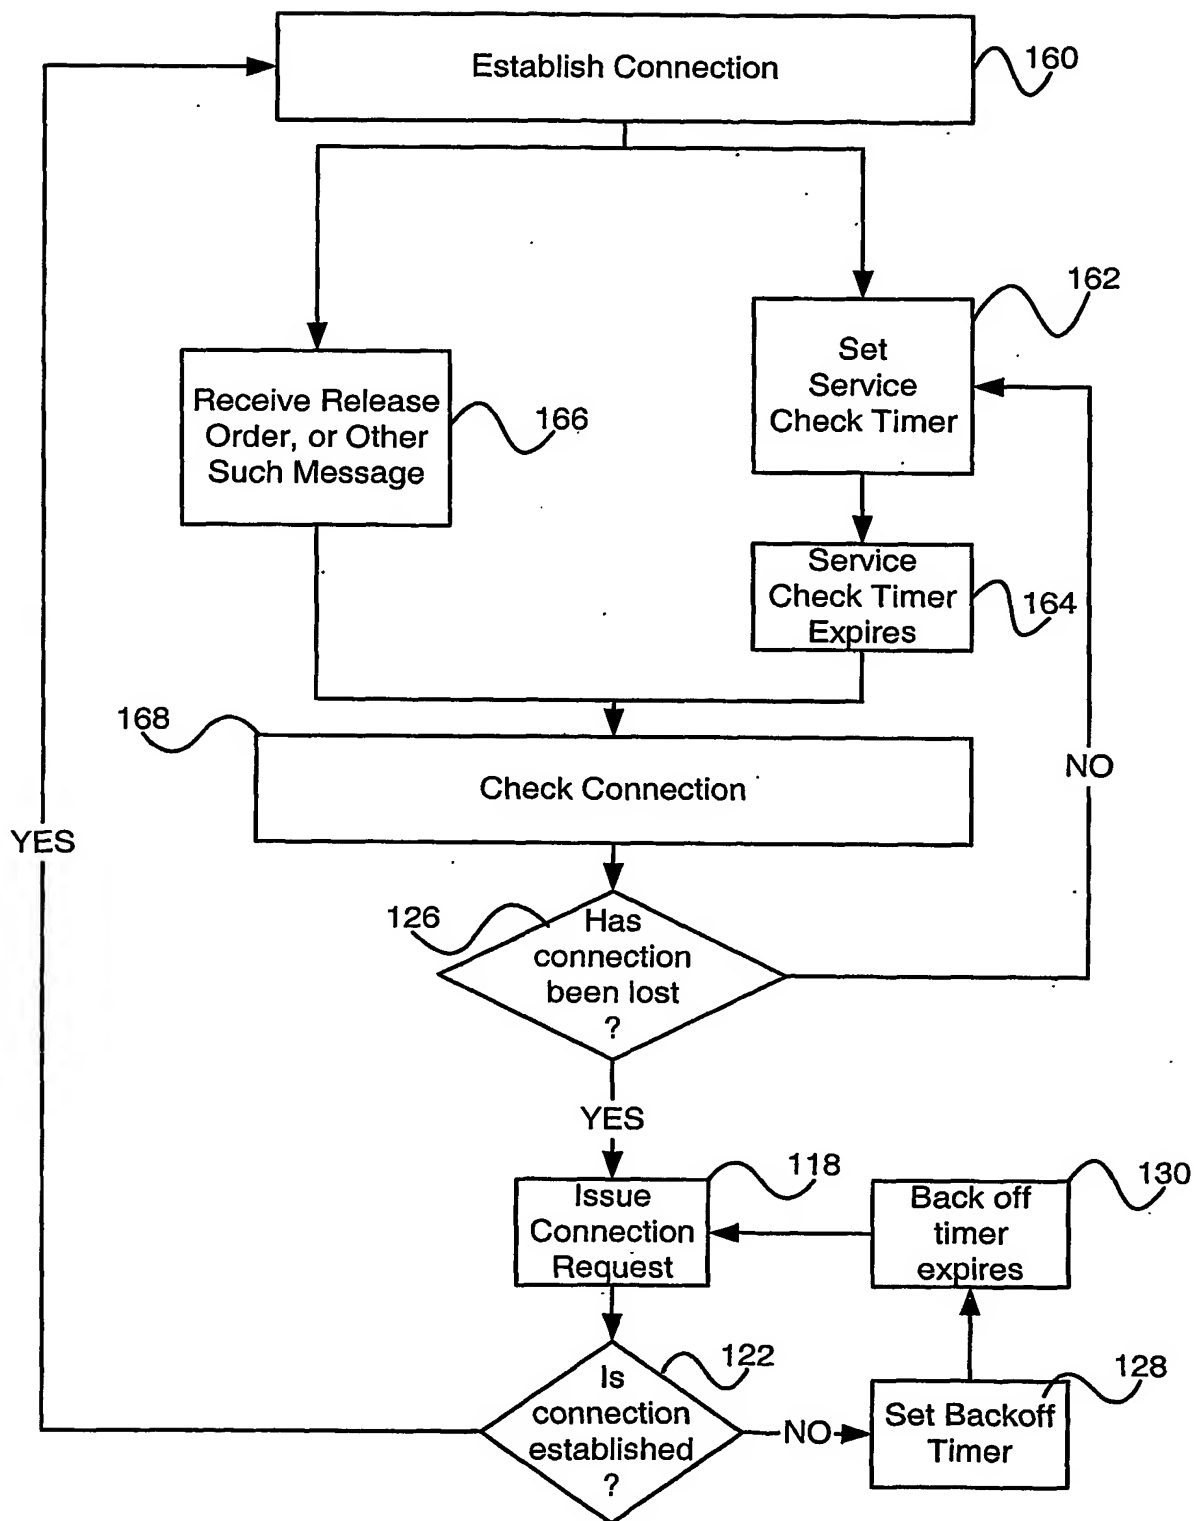 Establish Connection
160
162
Set
Service
Check Timer
Receive Release
Order, or Other
Such Message
166
Service
Check Timer
Expires
164
168
Check Connection
NO
YES
126
Has
connection
been lost
?
YES
118
130
Issue
Connection
Request
Back off
timer
expires
122
128
Is
connection
established
?
NO
Set Backoff
Timer